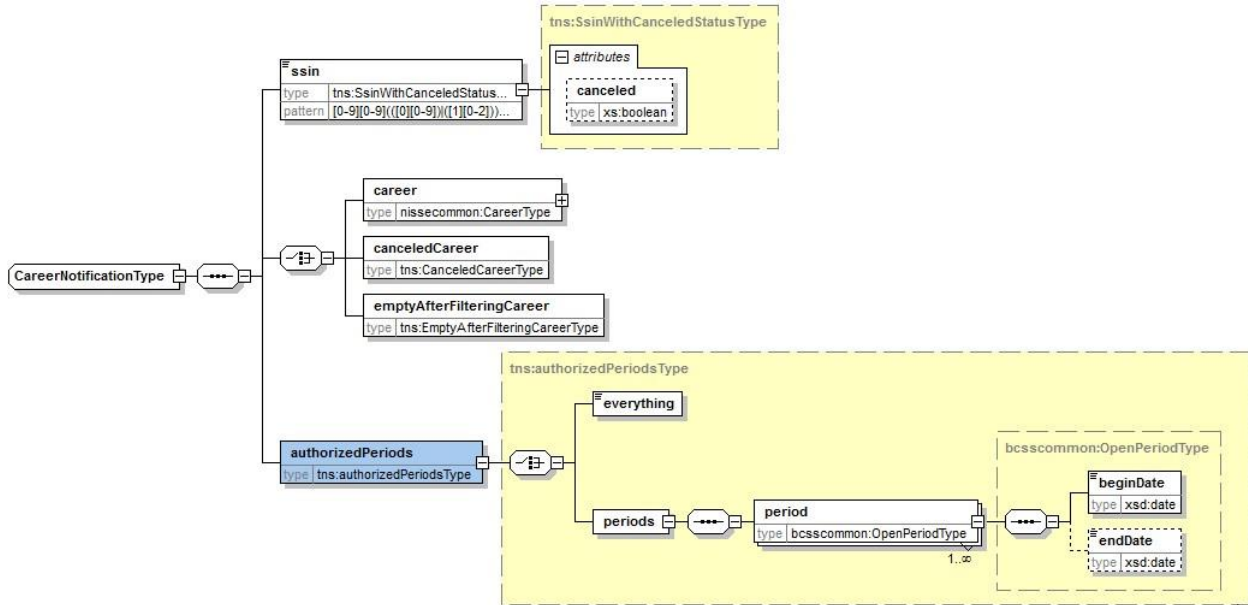 tns:SsinWithCanceledStatusType
attributes
canceled
type xs:boolean
ssin
type tns:SsinWithCanceledStatus...
pattern [0-9][0-9](([0][0-9])|([1][0-2]))...
career
type nissecommon:CareerType
canceledCareer
type tns:CanceledCareerType
emptyAfterFilteringCareer
type tns:EmptyAfterFilteringCareerType
CareerNotificationType
authorizedPeriods
type tns:authorizedPeriodsType
tns:authorizedPeriodsType
everything
periods
period
type bcsscommon:OpenPeriodType
1..∞
bcsscommon:OpenPeriodType
beginDate
type xsd:date
endDate
type xsd:date